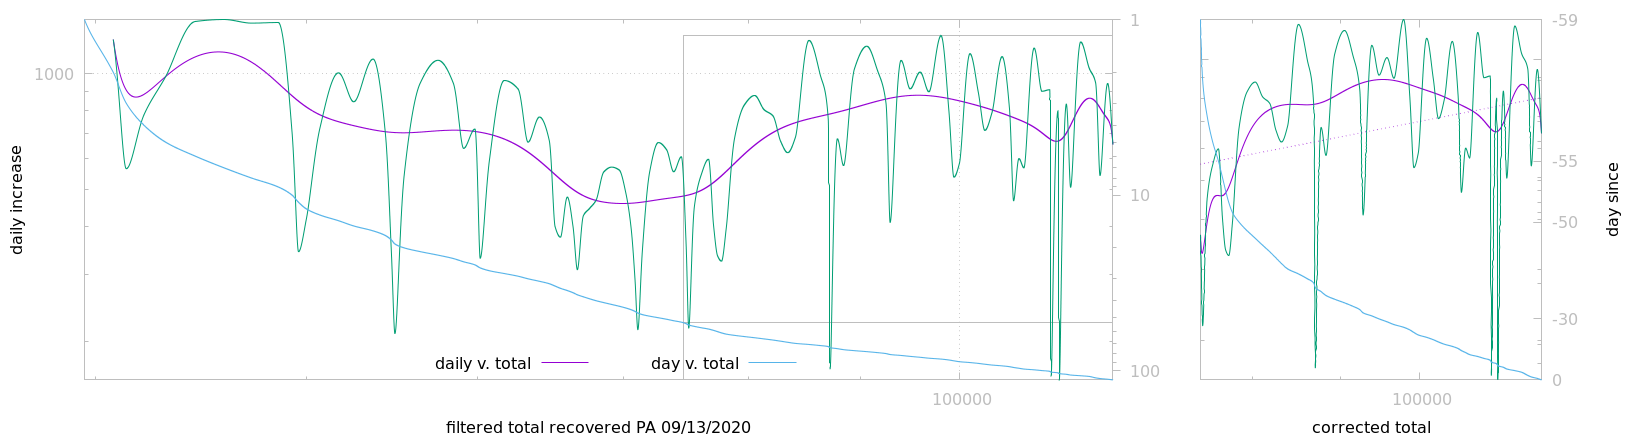 1000
daily increase
daily v. total
day v. total
1
10
100
100000
filtered total recovered PA 09/13/2020
-59
-55
-50
-30
0
day since
100000
corrected total